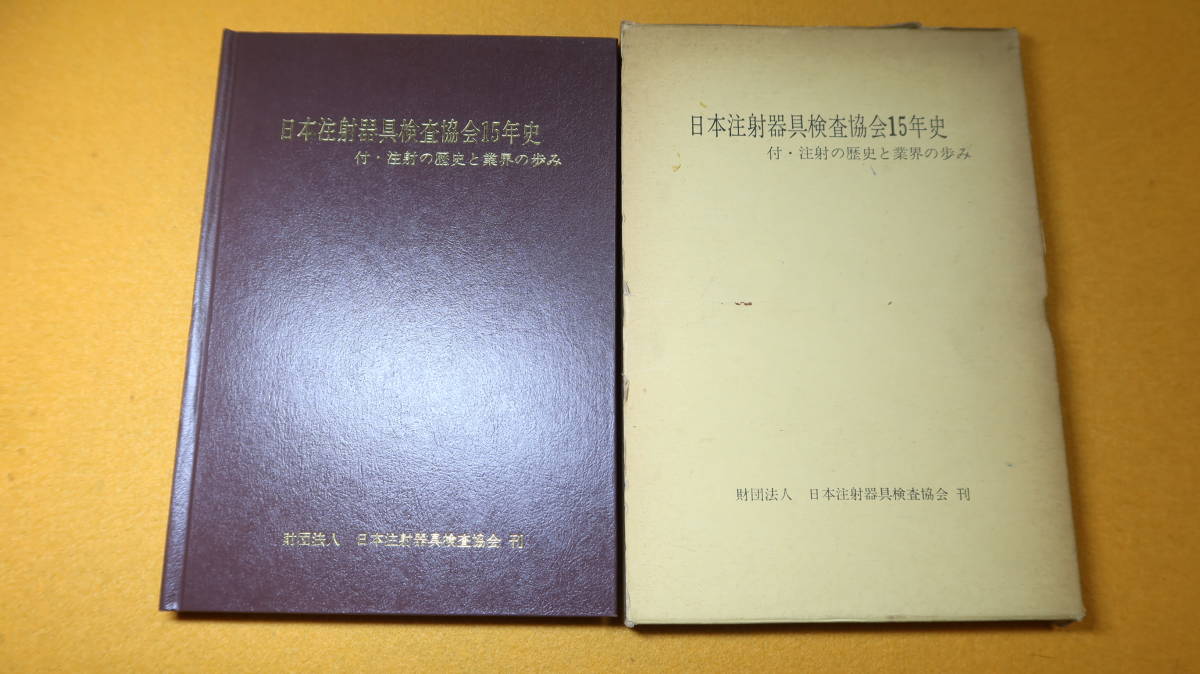 日本注射器具検査協会15年史
付・注射の歴史と業界の歩み
財団法人 日本注射器具検査協会 刊
日本注射器具検査協会15年史
付・注射の歴史と業界の歩み
財団法人 日本注射器具検査協会 刊